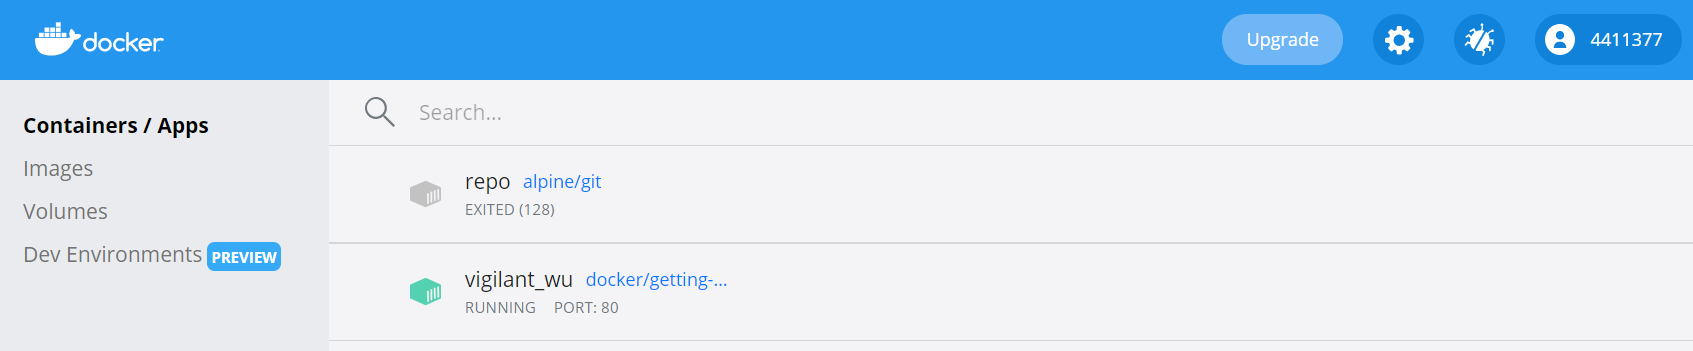 docker
Upgrade
4411377
Containers / Apps
Images
Volumes
Dev Environments PREVIEW
Search...
repo alpine/git
EXITED (128)
vigilant_wu docker/getting-...
RUNNING PORT: 80